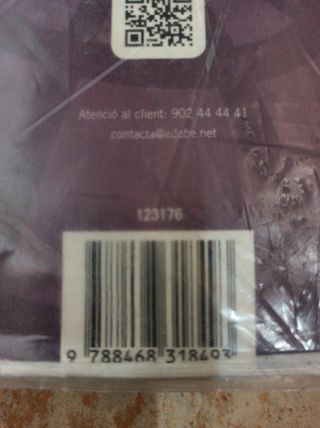 Atenció al client: 902 44 44 41
contacta@edebe.net
123176
9 788468 318493